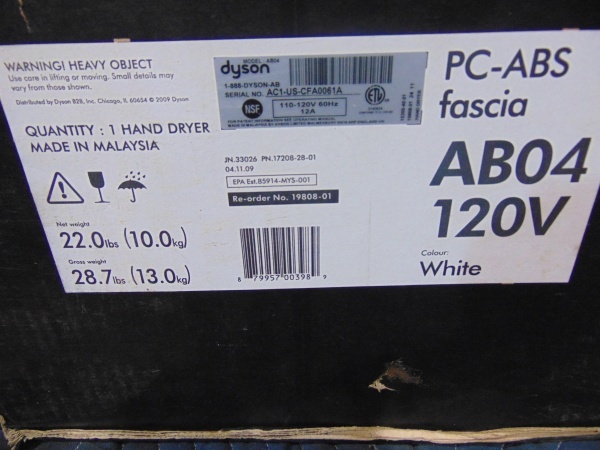 WARNING! HEAVY OBJECT
Use care in lifting or moving. Small details may
vary from those shown.
Distributed by Dyson B2B, Inc, Chicago, IL 60654 © 2009 Dyson
QUANTITY : 1 HAND DRYER
MADE IN MALAYSIA
Net weight
22.0lbs (10.0kg)
Gross weight
28.7lbs (13.0kg)
dyson
MODEL AB04
1-888-DYSON-AB
SERIAL NO. AC1-US-CFA0061A
NSF
110-120V 60Hz
12A
ETL
JN.33026 PN.17208-28-01
04.11.09
EPA Est.85914-MYS-001
Re-order No. 19808-01
8 79957 00398 9
PC-ABS
fascia
AB04
120V
Colour:
White